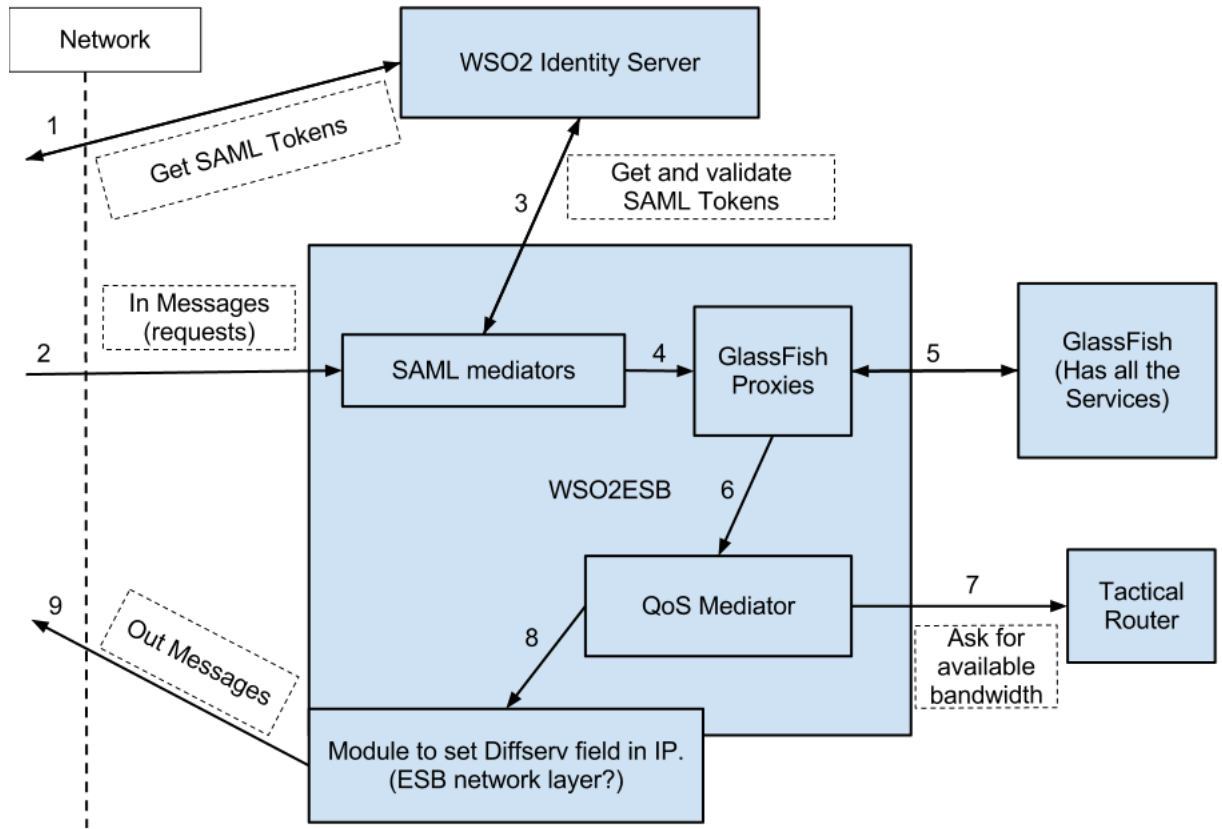 Network
WSO2 Identity Server
1
Get SAML Tokens
3
Get and validate
SAML Tokens
In Messages
(requests)
2
SAML mediators
4
GlassFish
Proxies
5
GlassFish
(Has all the
Services)
WSO2ESB
6
QoS Mediator
7
Tactical
Router
Ask for
available
bandwidth
9
Out Messages
8
Module to set Diffserv field in IP.
(ESB network layer?)